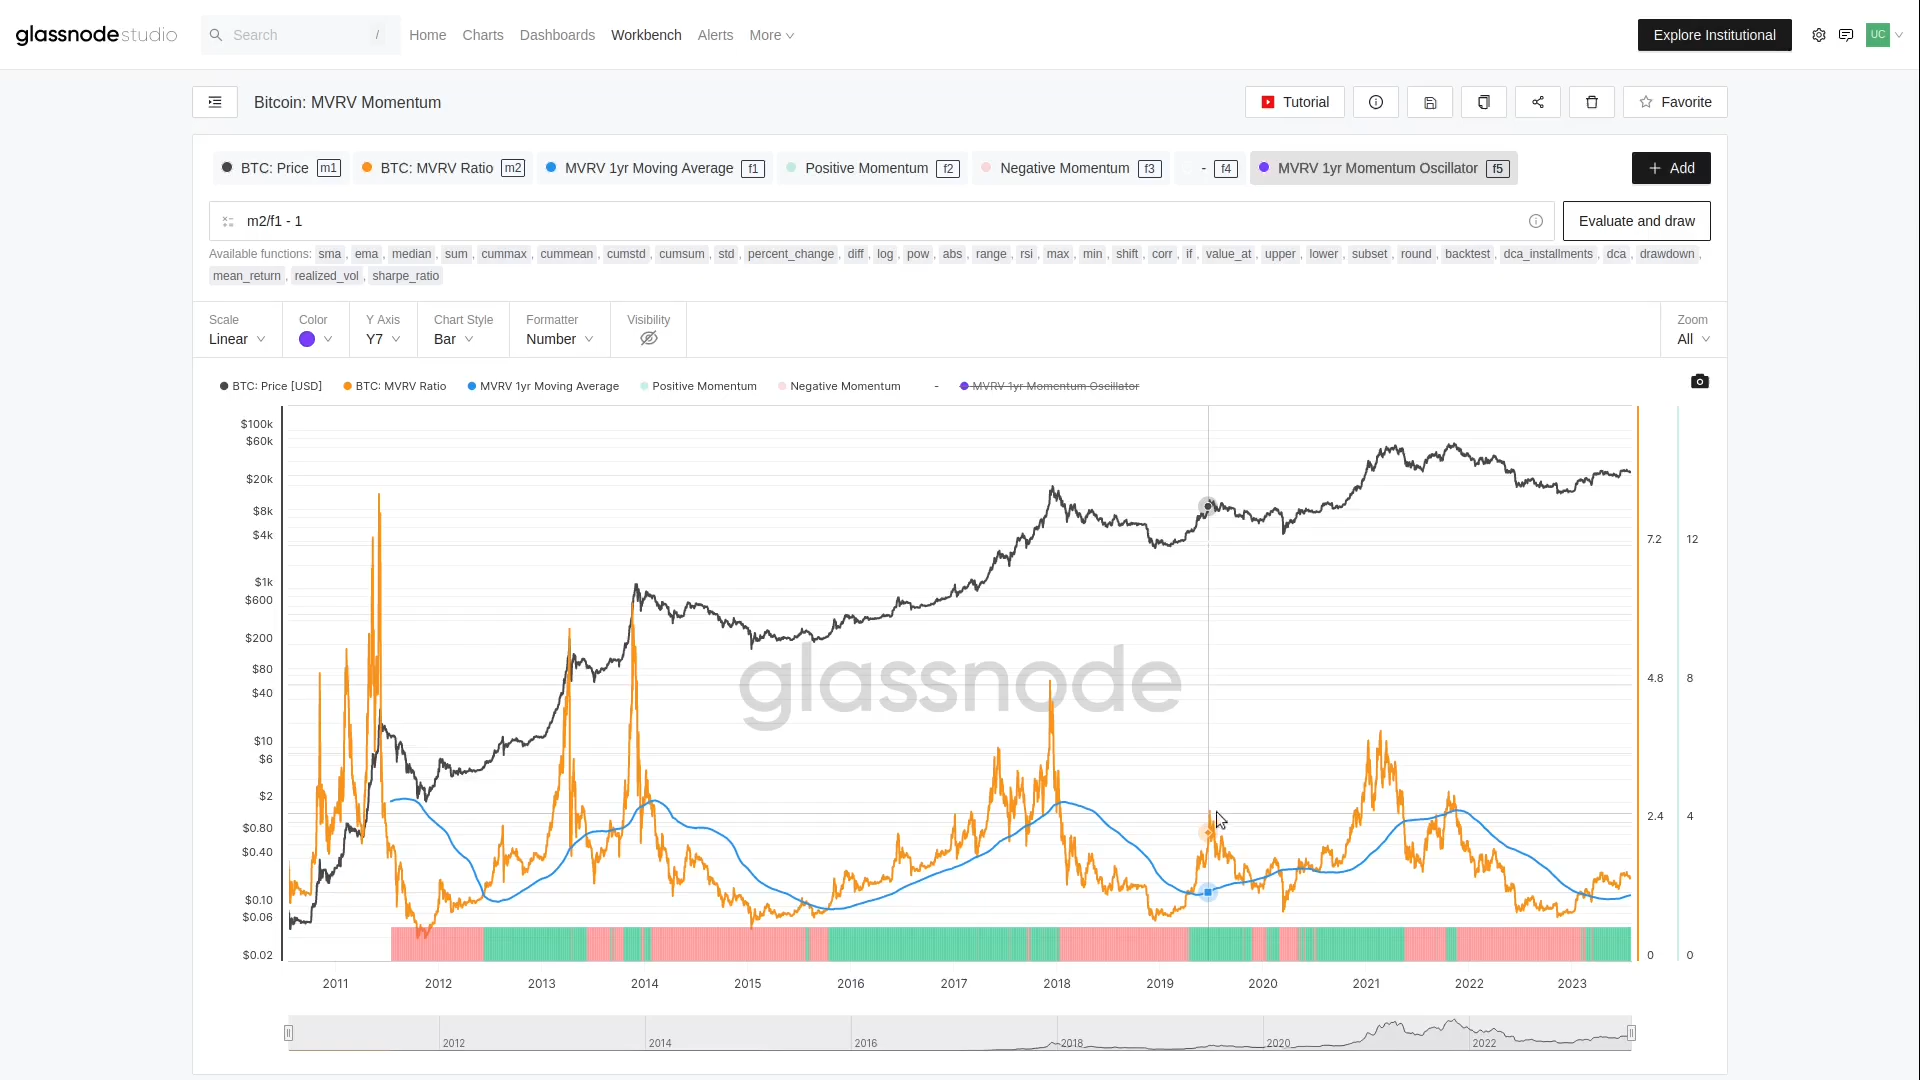 glassnodestudio Search / Home Charts Dashboards Workbench Alerts More Explore Institutional UC
Bitcoin: MVRV Momentum Tutorial Favorite
BTC: Price m1 BTC: MVRV Ratio m2 MVRV 1yr Moving Average f1 Positive Momentum f2 Negative Momentum f3 - f4 MVRV 1yr Momentum Oscillator f5 + Add
m2/f1 - 1 Evaluate and draw
Available functions: sma, ema, median, sum, cummax, cummean, cumstd, cumsum, std, percent_change, diff, log, pow, abs, range, rsi, max, min, shift, corr, if, value_at, upper, lower, subset, round, backtest, dca_installments, dca, drawdown,
mean_return, realized_vol, sharpe_ratio
Scale Color Y Axis Chart Style Formatter Visibility Zoom
Linear Y7 Bar Number All
BTC: Price [USD] BTC: MVRV Ratio MVRV 1yr Moving Average Positive Momentum Negative Momentum - MVRV 1yr Momentum Oscillator
$100k
$60k
$20k
$8k
$4k 7.2 12
$1k
$600
$200
$80 glassnode 4.8 8
$40
$10
$6
$2
$0.80 2.4 4
$0.40
$0.10
$0.06
$0.02 0 0
2011 2012 2013 2014 2015 2016 2017 2018 2019 2020 2021 2022 2023
2012 2014 2016 2018 2020 2022